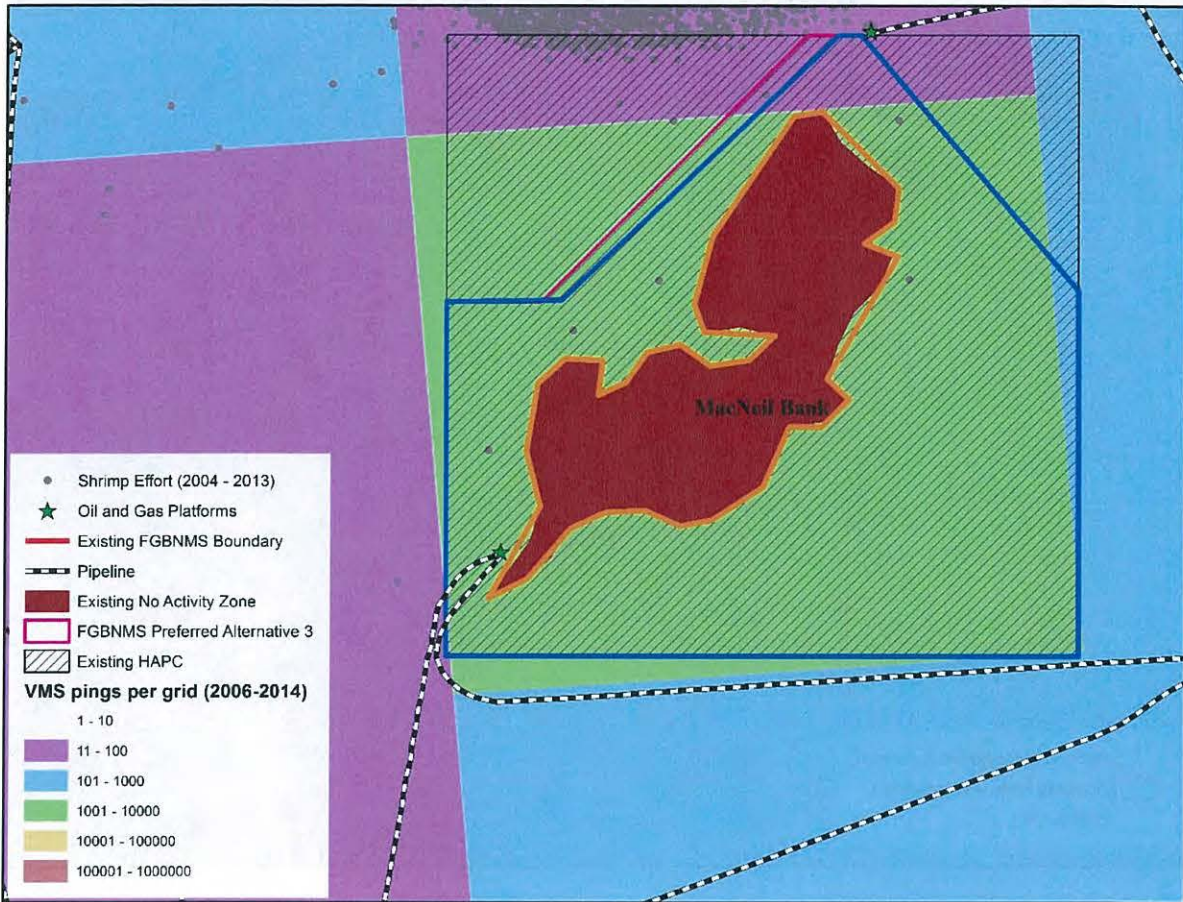 MacNeil Bank
Shrimp Effort (2004 - 2013)
Oil and Gas Platforms
Existing FGBNMS Boundary
Pipeline
Existing No Activity Zone
FGBNMS Preferred Alternative 3
Existing HAPC
VMS pings per grid (2006-2014)
1 - 10
11 - 100
101 - 1000
1001 - 10000
10001 - 100000
100001 - 1000000